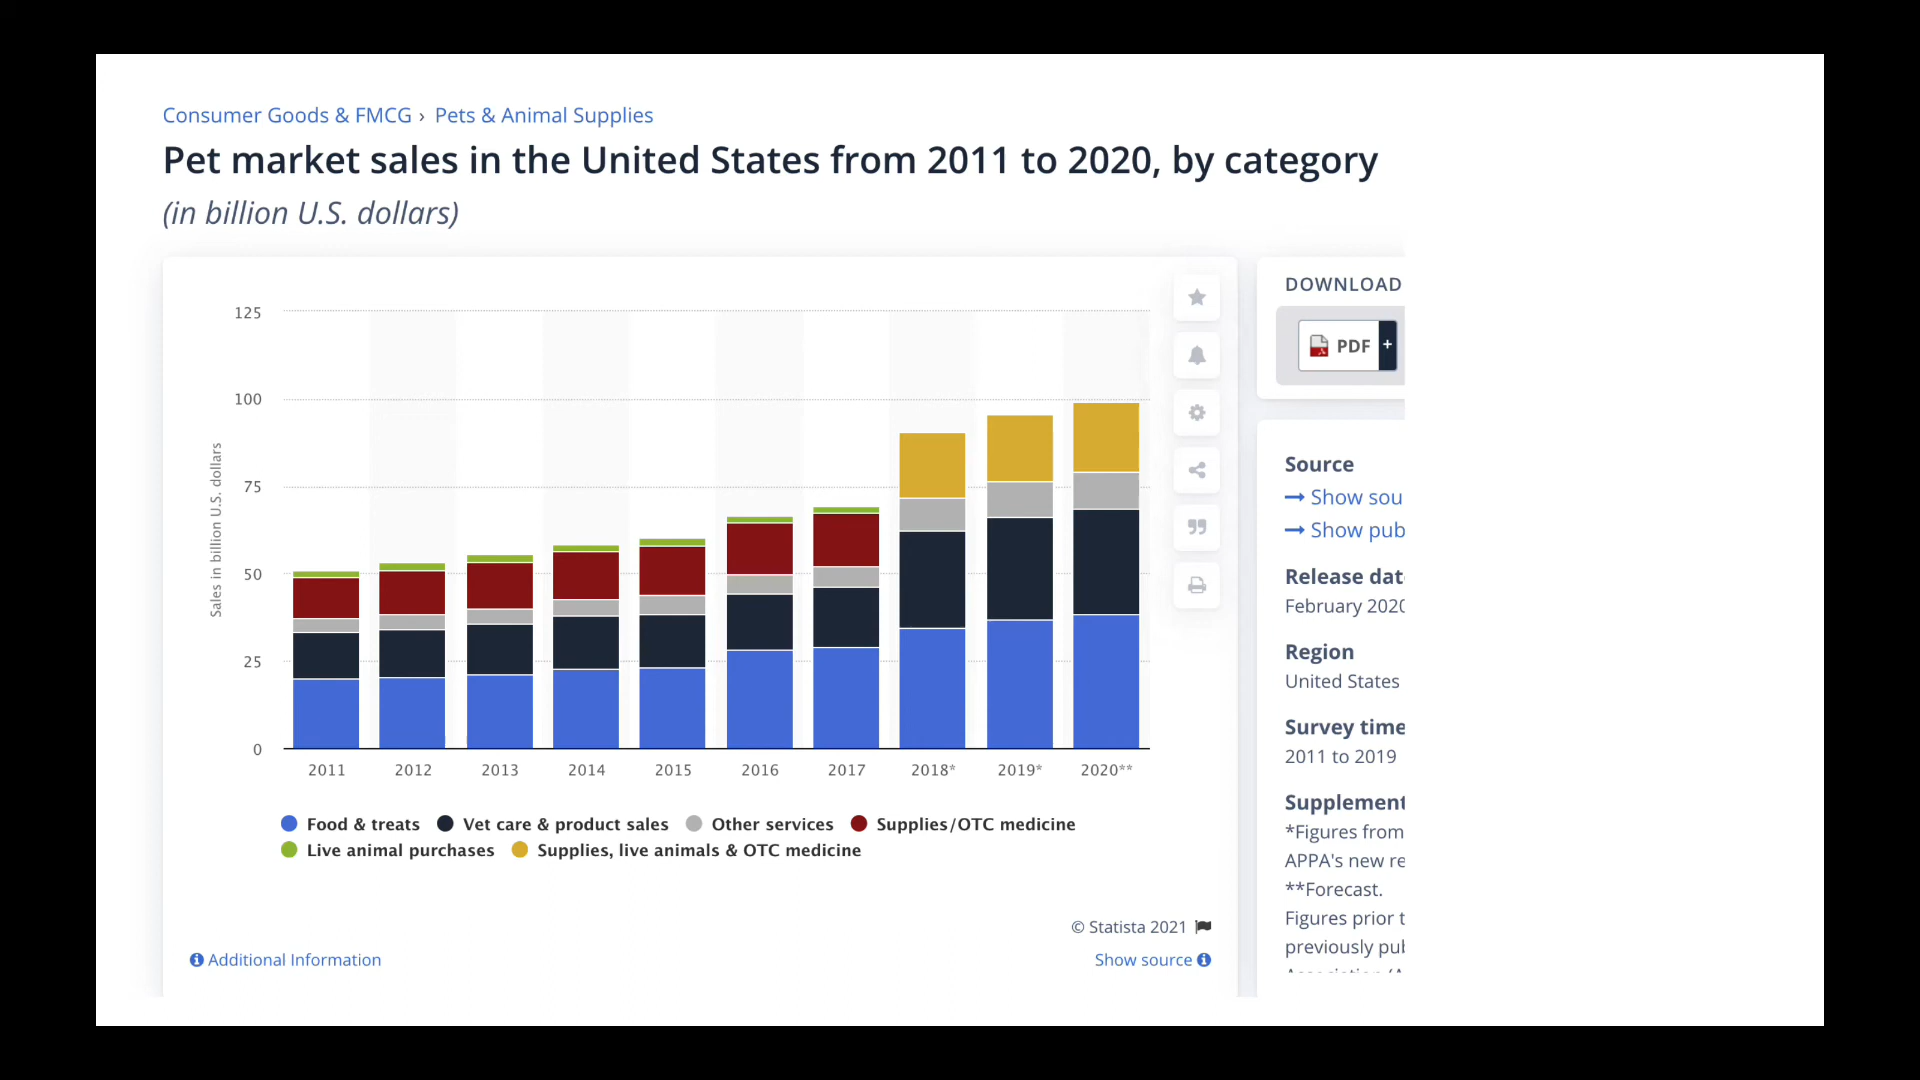 Consumer Goods & FMCG › Pets & Animal Supplies
Pet market sales in the United States from 2011 to 2020, by category
(in billion U.S. dollars)
Sales in billion U.S. dollars
125
100
75
50
25
0
2011 2012 2013 2014 2015 2016 2017 2018* 2019* 2020**
Food & treats Vet care & product sales Other services Supplies/OTC medicine
Live animal purchases Supplies, live animals & OTC medicine
© Statista 2021
Additional Information Show source
DOWNLOAD
PDF +
Source
Show sou
Show pub
Release dat
February 2020
Region
United States
Survey time
2011 to 2019
Supplement
*Figures from
APPA's new re
**Forecast.
Figures prior t
previously pub